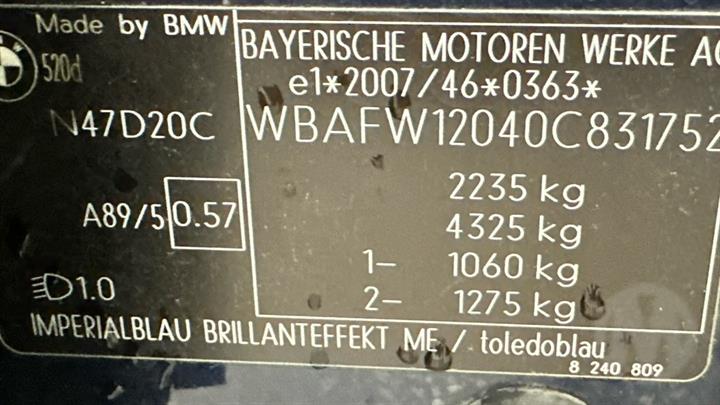 Made by BMW
520d
N47D20C
A89/5 0.57
1.0
BAYERISCHE MOTOREN WERKE AG
e1*2007/46*0363*
WBAFW12040C831752
2235 kg
4325 kg
1- 1060 kg
2- 1275 kg
IMPERIALBLAU BRILLANTEFFEKT ME / toledoblau
8 240 809